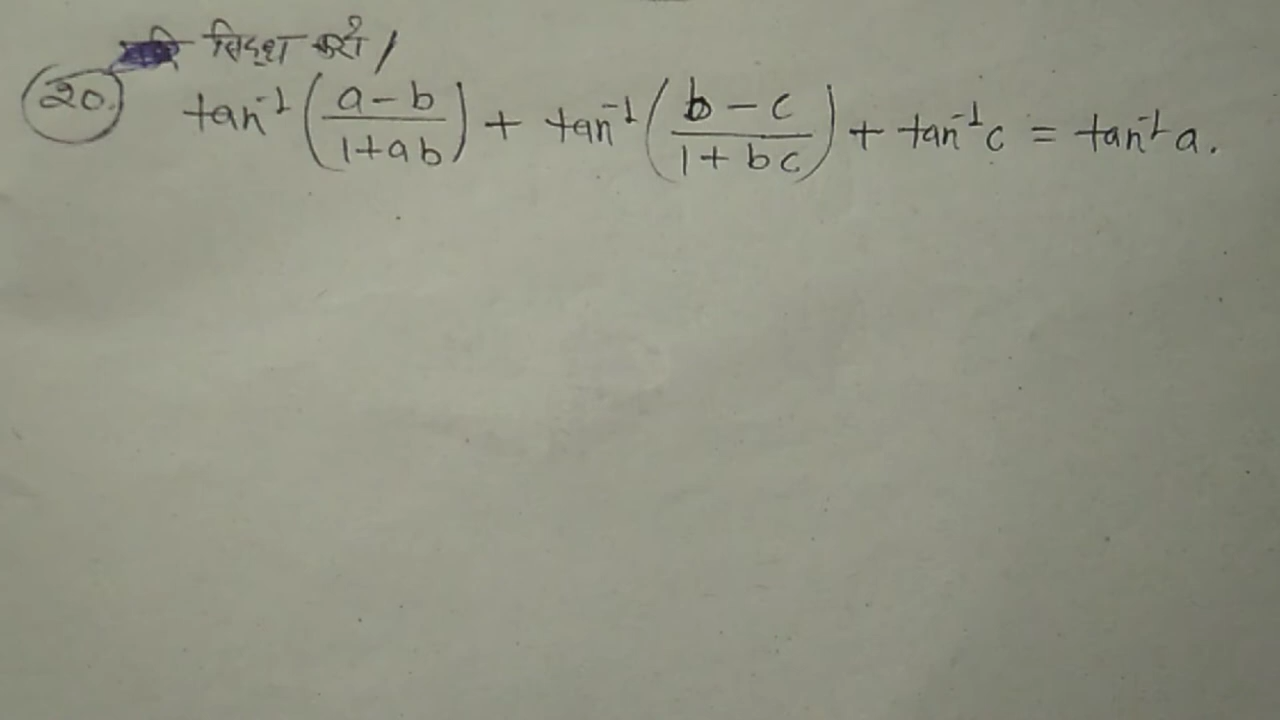 सिद्ध करो /
20. tan⁻¹ ((a-b)/(1+ab)) + tan⁻¹ ((b-c)/(1+bc)) + tan⁻¹c = tan⁻¹a.